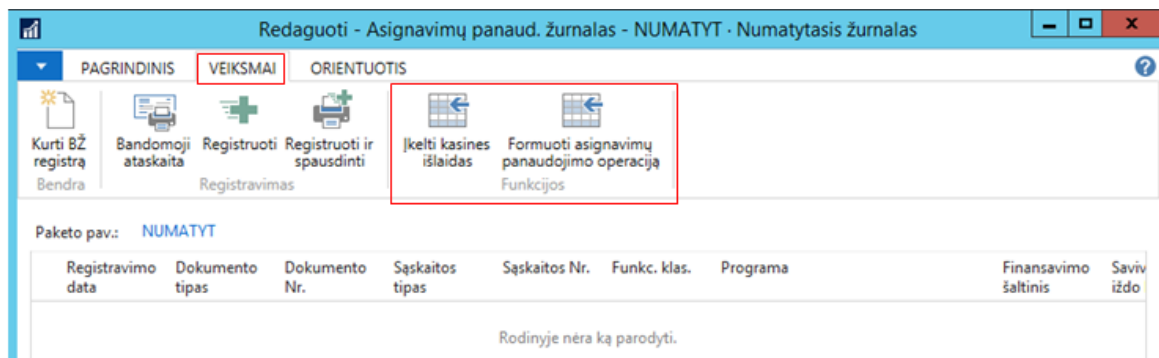 Redaguoti - Asignavimų panaud. žurnalas - NUMATYT · Numatytasis žurnalas
PAGRINDINIS VEIKSMAI ORIENTUOTIS
Kurti BŽ registrą
Bandomoji ataskaita
Registruoti
Registruoti ir spausdinti
Įkelti kasines išlaidas
Formuoti asignavimų panaudojimo operaciją
Bendra Registravimas Funkcijos
Paketo pav.: NUMATYT
Registravimo data
Dokumento tipas
Dokumento Nr.
Sąskaitos tipas
Sąskaitos Nr.
Funkc. klas.
Programa
Finansavimo šaltinis
Saviv
iždo
Rodinyje nėra ką parodyti.